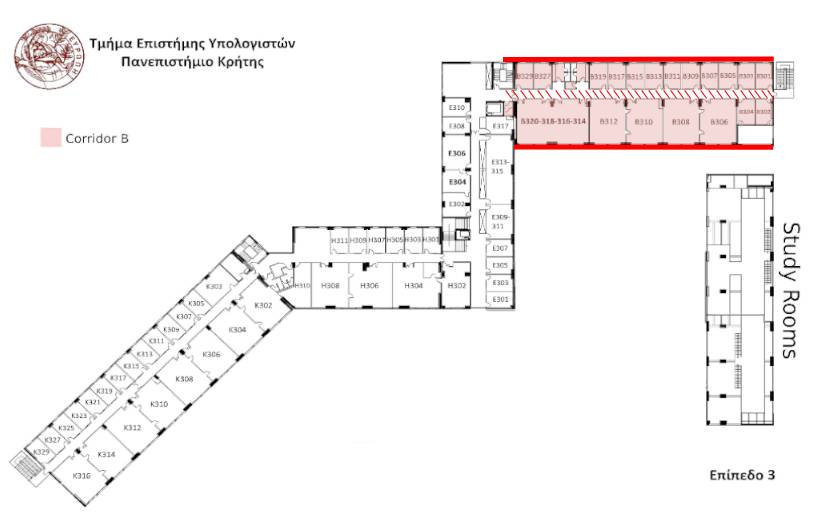 Τμήμα Επιστήμης Υπολογιστών
Πανεπιστήμιο Κρήτης
Corridor B
B329 B327 B319 B317 B315 B313 B311 B309 B307 B305 B303 B301
B320-318-316-314 B312 B310 B308 B306 B304 B302
E310
E308 E317
E306
E313-
315
E304
E302
E309-
311
E307
E305
E303
E301
H311 H309 H307 H305 H303 H301
H310 H308 H306 H304 H302
K303
K305
K307
K309
K311
K313
K315
K317
K319
K321
K323
K325
K327
K329
K302
K304
K306
K308
K310
K312
K314
K316
Study Rooms
Επίπεδο 3